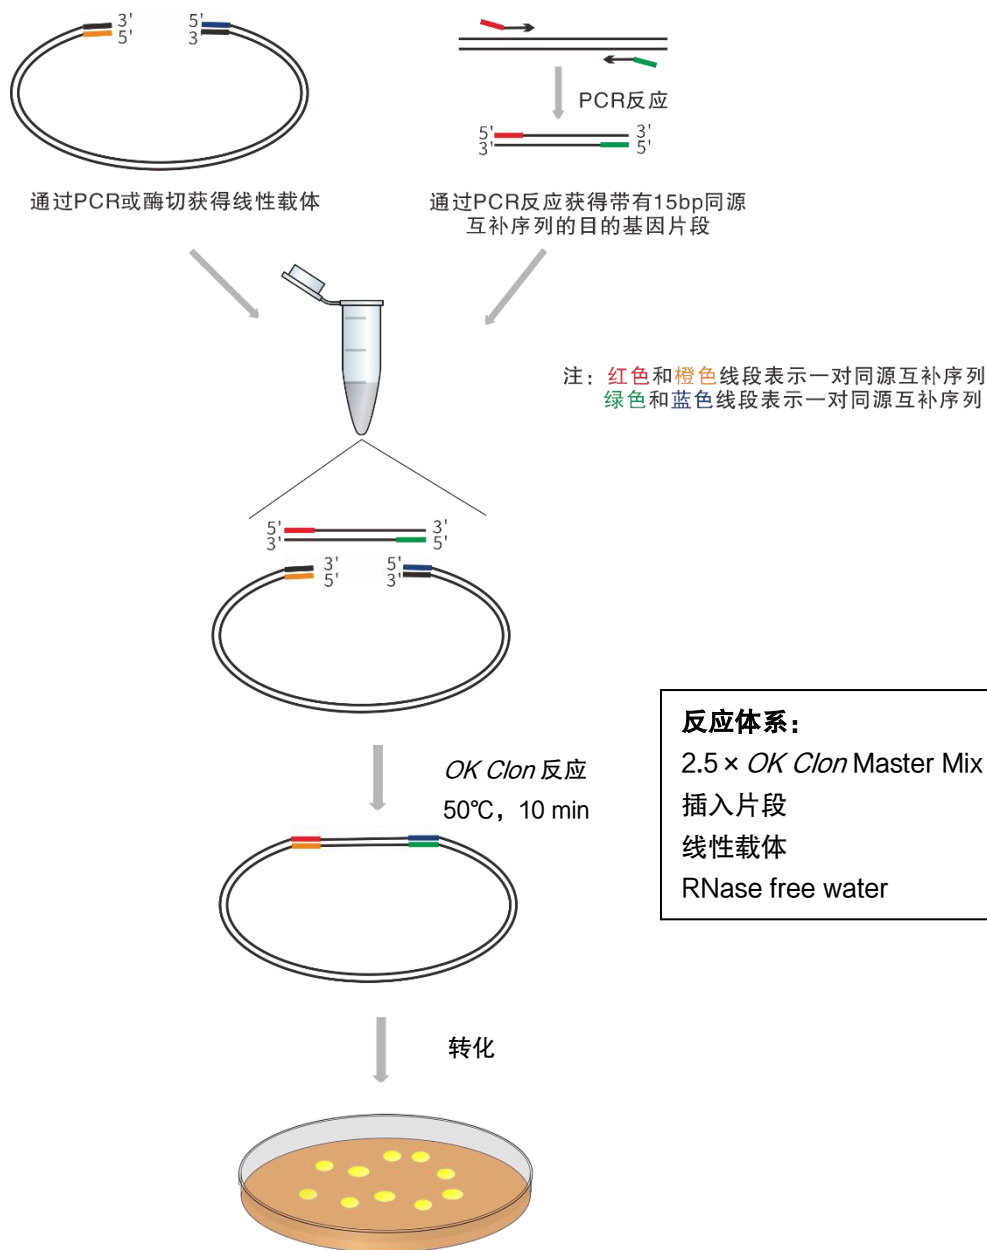 3' 5'
5' 3
PCR反应
5' 3'
3' 5'
通过PCR或酶切获得线性载体
通过PCR反应获得带有15bp同源
互补序列的目的基因片段
注：红色和橙色线段表示一对同源互补序列
绿色和蓝色线段表示一对同源互补序列
5' 3'
3' 5'
3' 5'
5' 3'
OK Clon 反应
50℃，10 min
反应体系：
2.5 × OK Clon Master Mix
插入片段
线性载体
RNase free water
转化